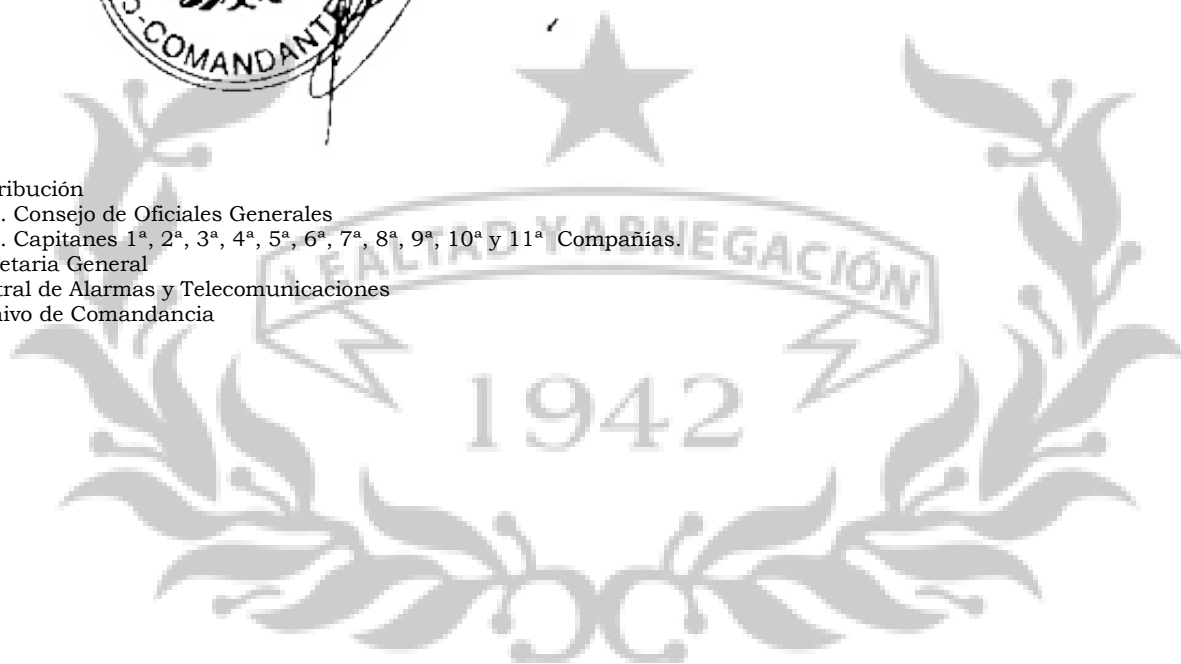 COMANDANTE
ribución
. Consejo de Oficiales Generales
. Capitanes 1ª, 2ª, 3ª, 4ª, 5ª, 6ª, 7ª, 8ª, 9ª, 10ª y 11ª Compañías.
etaria General
tral de Alarmas y Telecomunicaciones
ivo de Comandancia
LEALTAD Y ABNEGACIÓN
1942